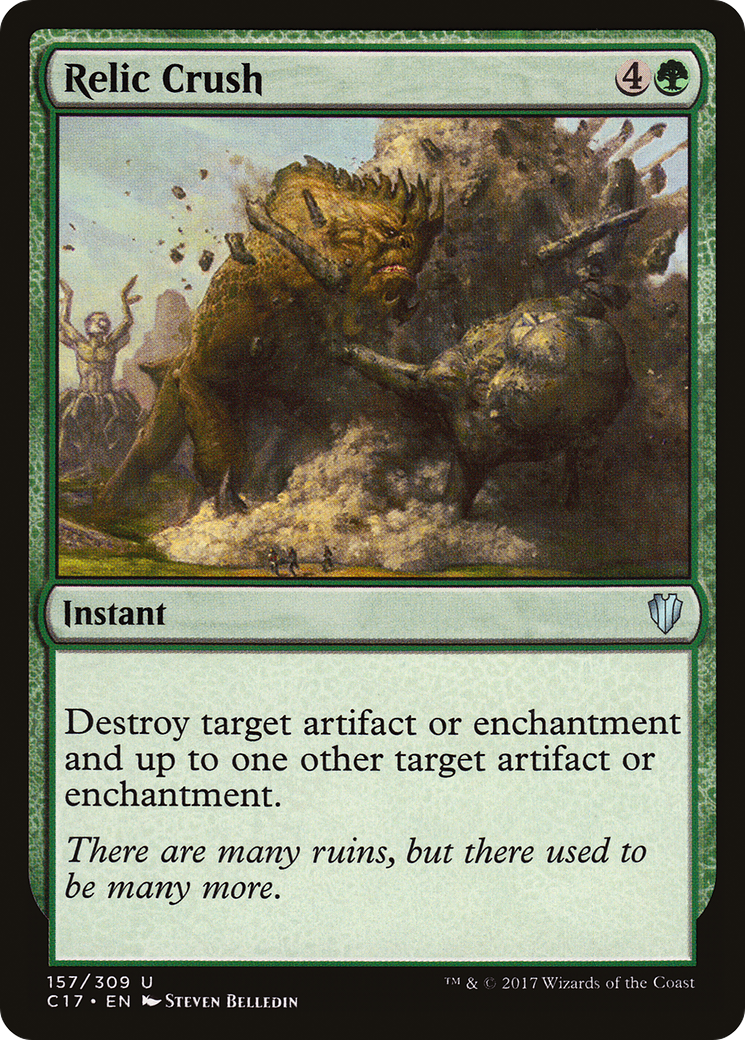 Relic Crush 4
Instant
Destroy target artifact or enchantment
and up to one other target artifact or
enchantment.
There are many ruins, but there used to
be many more.
157/309 U
C17 • EN Steven Belledin
™ & © 2017 Wizards of the Coast